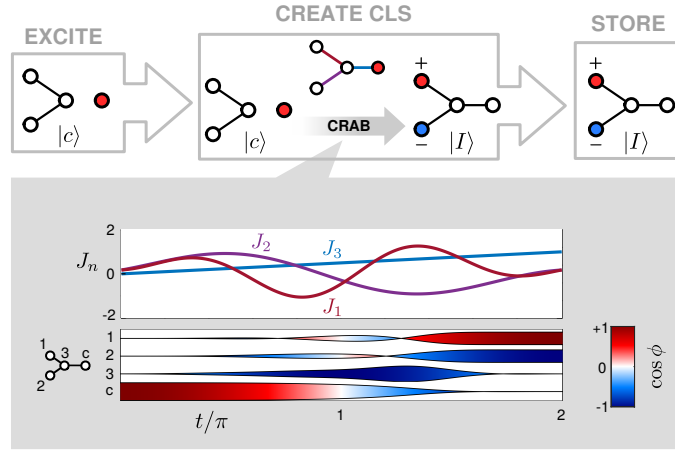 EXCITE
CREATE CLS
STORE
|c⟩
|c⟩
CRAB
+
−
|I⟩
+
−
|I⟩
2
0
-2
J_n
J_2
J_3
J_1
1
2
3
c
1
2
3
c
t/π
1
2
+1
0
-1
cos ϕ